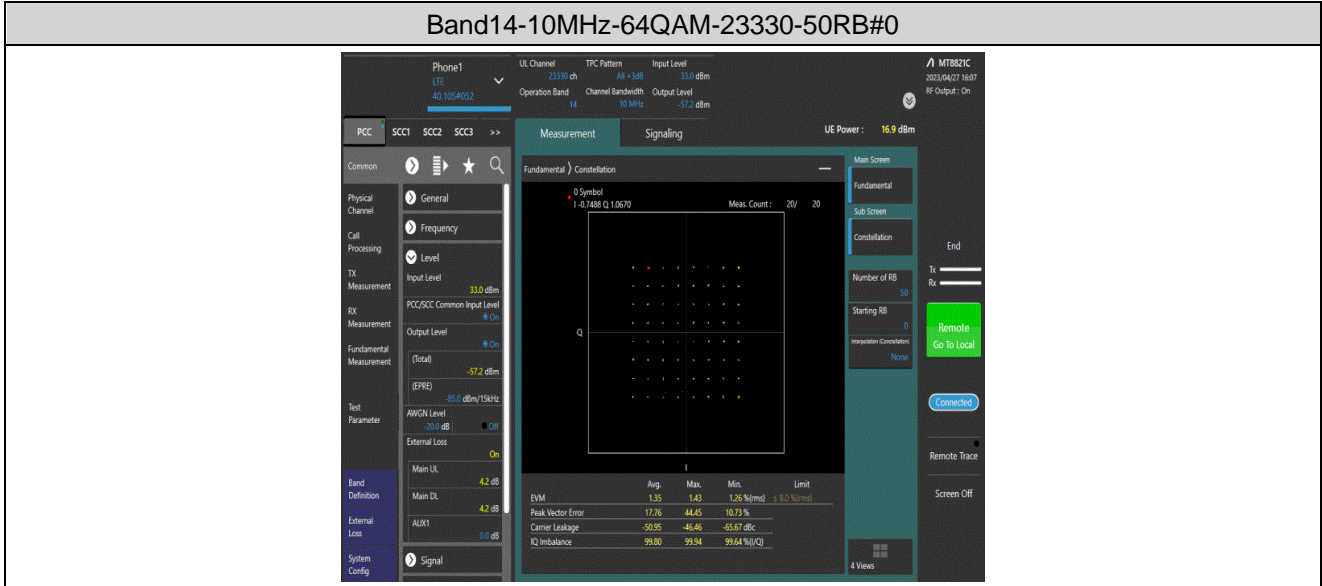 Band14-10MHz-64QAM-23330-50RB#0
Phone1
LTE
40.105#052
UL Channel
23330 ch
TPC Pattern
All +3dB
Input Level
33.0 dBm
Operation Band
14
Channel Bandwidth
10 MHz
Output Level
-57.2 dBm
MT8821C
2023/04/27 16:07
RF Output : On
PCC SCC1 SCC2 SCC3 >>
Measurement
Signaling
UE Power : 16.9 dBm
Common
Physical
Channel
Call
Processing
TX
Measurement
RX
Measurement
Fundamental
Measurement
Test
Parameter
Band
Definition
External
Loss
System
Config
General
Frequency
Level
Input Level
33.0 dBm
PCC/SCC Common Input Level
On
Output Level
On
(Total)
-57.2 dBm
(EPRE)
-85.0 dBm/15kHz
AWGN Level
-20.0 dB Off
External Loss
On
Main UL
4.2 dB
Main DL
4.2 dB
AUX1
0.0 dB
Signal
Fundamental ⟩ Constellation
0 Symbol
I -0.7488 Q 1.0670
Meas. Count : 20/ 20
Q
I
Avg. Max. Min. Limit
EVM 1.35 1.43 1.26 %(rms) ≤ 8.0 %(rms)
Peak Vector Error 17.76 44.45 10.73 %
Carrier Leakage -50.95 -46.46 -65.67 dBc
IQ Imbalance 99.80 99.94 99.64 %(I/Q)
Main Screen
Fundamental
Sub Screen
Constellation
Number of RB
50
Starting RB
0
Interpolation (Constellation)
None
4 Views
End
Tx
Rx
Remote
Go To Local
Connected
Remote Trace
Screen Off